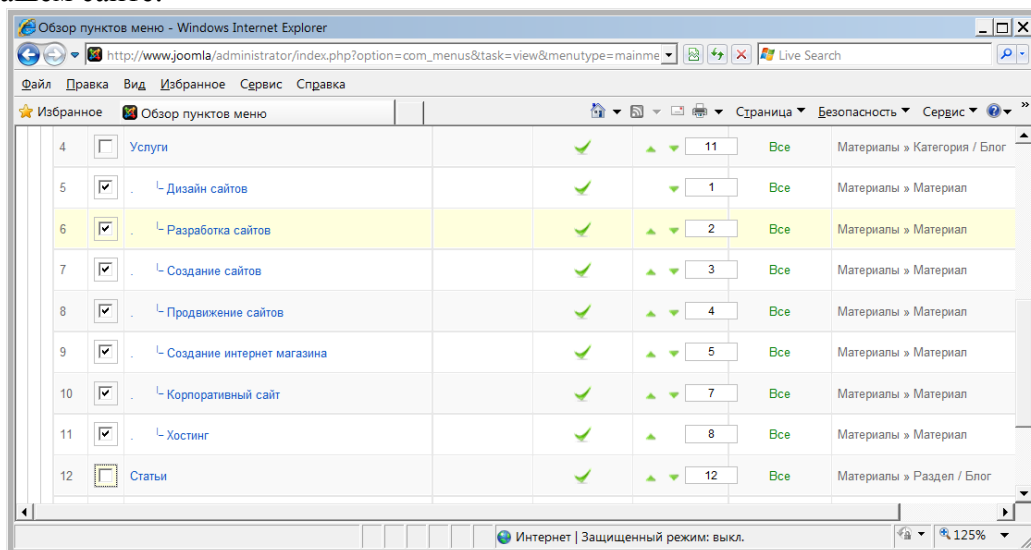 Обзор пунктов меню - Windows Internet Explorer
http://www.joomla/administrator/index.php?option=com_menus&task=view&menutype=mainme Live Search
Файл Правка Вид Избранное Сервис Справка
Избранное Обзор пунктов меню Страница Безопасность Сервис »
4 Услуги 11 Все Материалы » Категория / Блог
5 . Дизайн сайтов 1 Все Материалы » Материал
6 . Разработка сайтов 2 Все Материалы » Материал
7 . Создание сайтов 3 Все Материалы » Материал
8 . Продвижение сайтов 4 Все Материалы » Материал
9 . Создание интернет магазина 5 Все Материалы » Материал
10 . Корпоративный сайт 7 Все Материалы » Материал
11 . Хостинг 8 Все Материалы » Материал
12 Статьи 12 Все Материалы » Раздел / Блог
Интернет | Защищенный режим: выкл. 125%